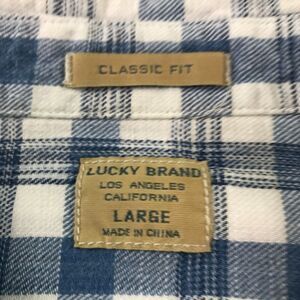 CLASSIC FIT
LUCKY BRAND
LOS ANGELES
CALIFORNIA
LARGE
MADE IN CHINA